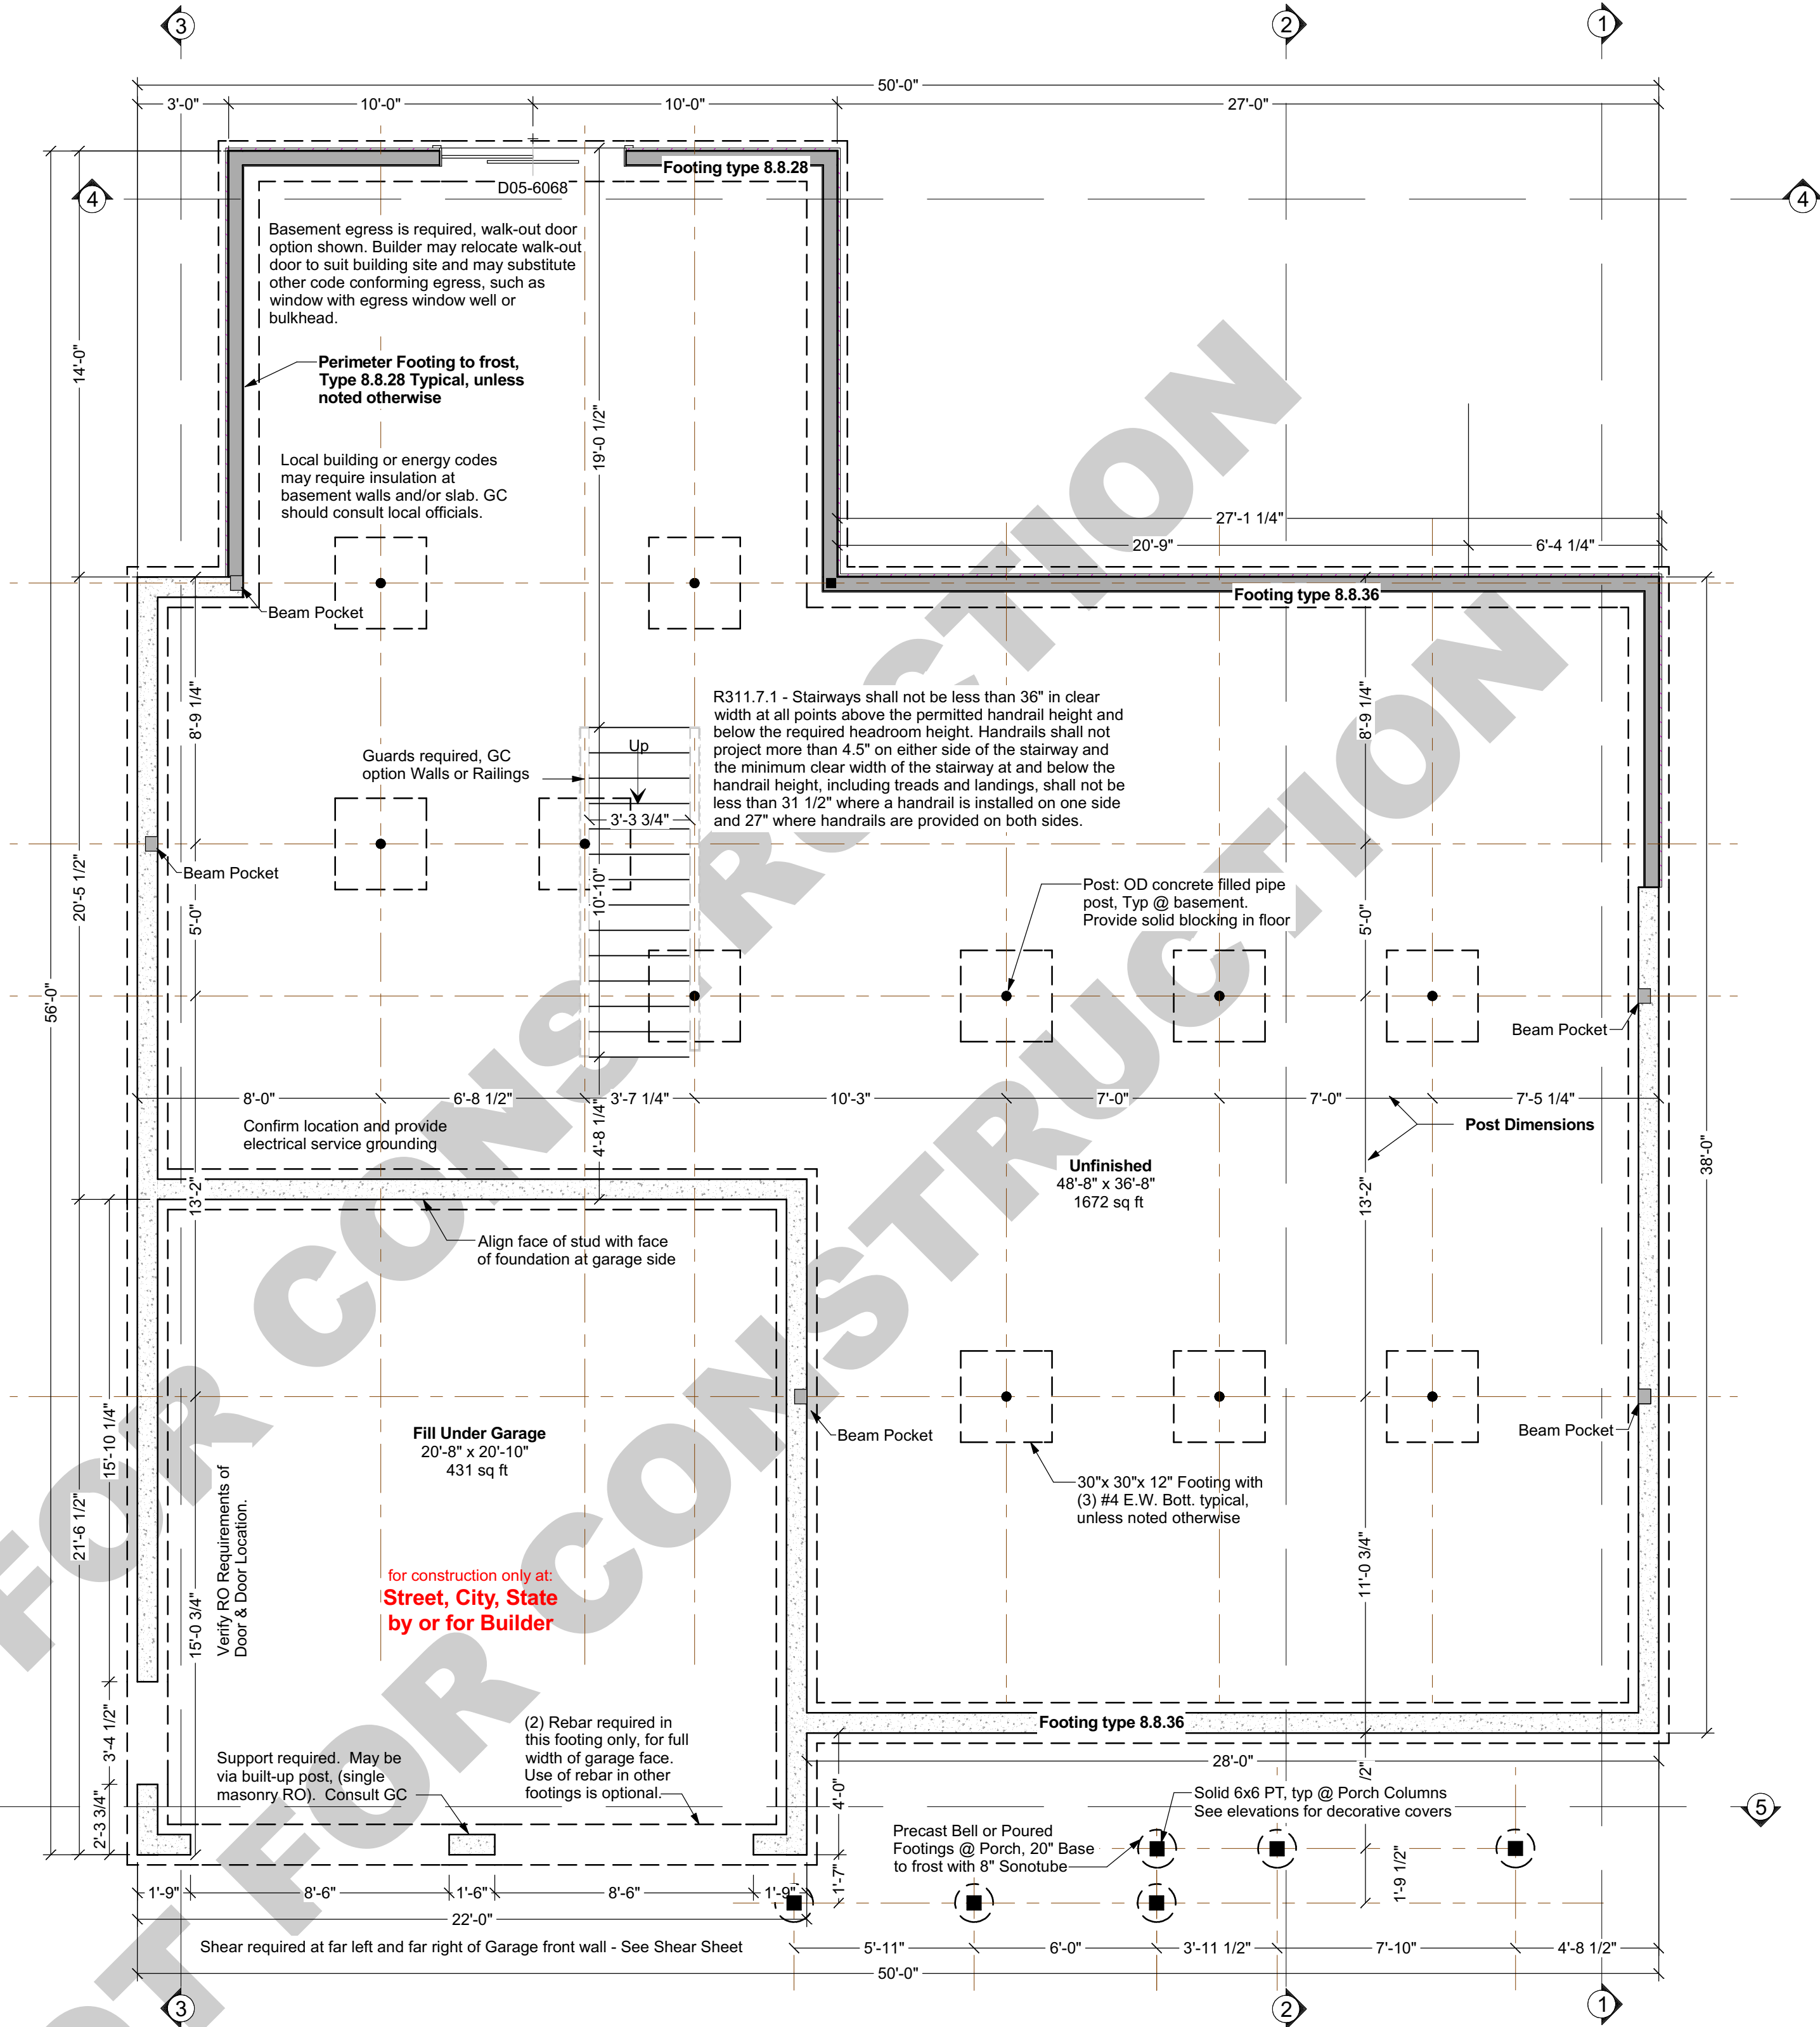 3
2
1
50'-0"
3'-0"
10'-0"
10'-0"
27'-0"
Footing type 8.8.28
D05-6068
4
4
Basement egress is required, walk-out door
option shown. Builder may relocate walk-out
door to suit building site and may substitute
other code conforming egress, such as
window with egress window well or
bulkhead.
14'-0"
Perimeter Footing to frost,
Type 8.8.28 Typical, unless
noted otherwise
19'-0 1/2"
Local building or energy codes
may require insulation at
basement walls and/or slab. GC
should consult local officials.
27'-1 1/4"
20'-9"
6'-4 1/4"
Footing type 8.8.36
Beam Pocket
8'-9 1/4"
8'-9 1/4"
R311.7.1 - Stairways shall not be less than 36" in clear
width at all points above the permitted handrail height and
below the required headroom height. Handrails shall not
project more than 4.5" on either side of the stairway and
the minimum clear width of the stairway at and below the
handrail height, including treads and landings, shall not be
less than 31 1/2" where a handrail is installed on one side
and 27" where handrails are provided on both sides.
Up
Guards required, GC
option Walls or Railings
3'-3 3/4"
Beam Pocket
20'-5 1/2"
5'-0"
10'-10"
Post: OD concrete filled pipe
post, Typ @ basement.
Provide solid blocking in floor
5'-0"
56'-0"
Beam Pocket
8'-0"
6'-8 1/2"
3'-7 1/4"
10'-3"
7'-0"
7'-0"
7'-5 1/4"
Confirm location and provide
electrical service grounding
4'-8 1/4"
Post Dimensions
38'-0"
Unfinished
48'-8" x 36'-8"
1672 sq ft
13'-2"
13'-2"
Align face of stud with face
of foundation at garage side
15'-10 1/4"
Fill Under Garage
20'-8" x 20'-10"
431 sq ft
Beam Pocket
Beam Pocket
30"x 30"x 12" Footing with
(3) #4 E.W. Bott. typical,
unless noted otherwise
21'-6 1/2"
15'-0 3/4"
Verify RO Requirements of
Door & Door Location.
11'-0 3/4"
for construction only at:
Street, City, State
by or for Builder
3'-4 1/2"
(2) Rebar required in
this footing only, for full
width of garage face.
Use of rebar in other
footings is optional.
Footing type 8.8.36
Support required. May be
via built-up post, (single
masonry RO). Consult GC
28'-0"
/2"
4'-0"
Solid 6x6 PT, typ @ Porch Columns
See elevations for decorative covers
5
2'-3 3/4"
Precast Bell or Poured
Footings @ Porch, 20" Base
to frost with 8" Sonotube
1'-7"
1'-9 1/2"
1'-9"
8'-6"
1'-6"
8'-6"
1'-9"
22'-0"
Shear required at far left and far right of Garage front wall - See Shear Sheet
5'-11"
6'-0"
3'-11 1/2"
7'-10"
4'-8 1/2"
50'-0"
3
2
1
FOR CONSTRUCTION
OT FOR CONSTRUCTION